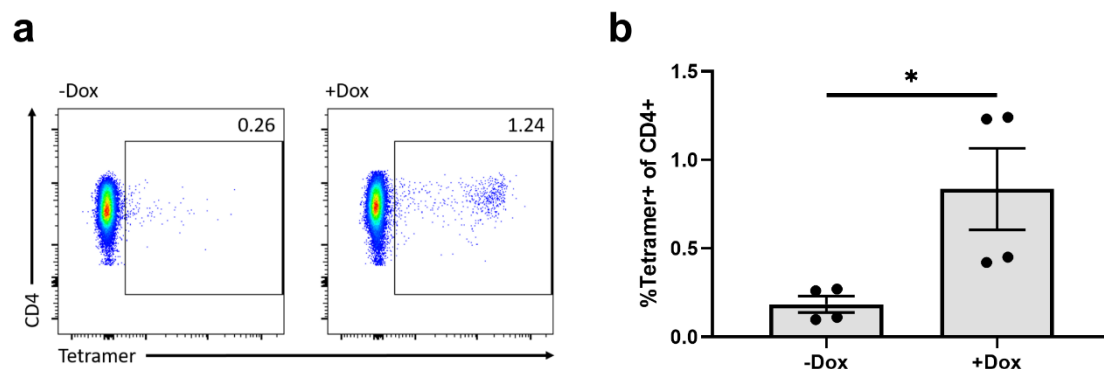 a
-Dox
0.26
+Dox
1.24
CD4
Tetramer
b
%Tetramer+ of CD4+
1.5
1.0
0.5
0.0
*
-Dox
+Dox